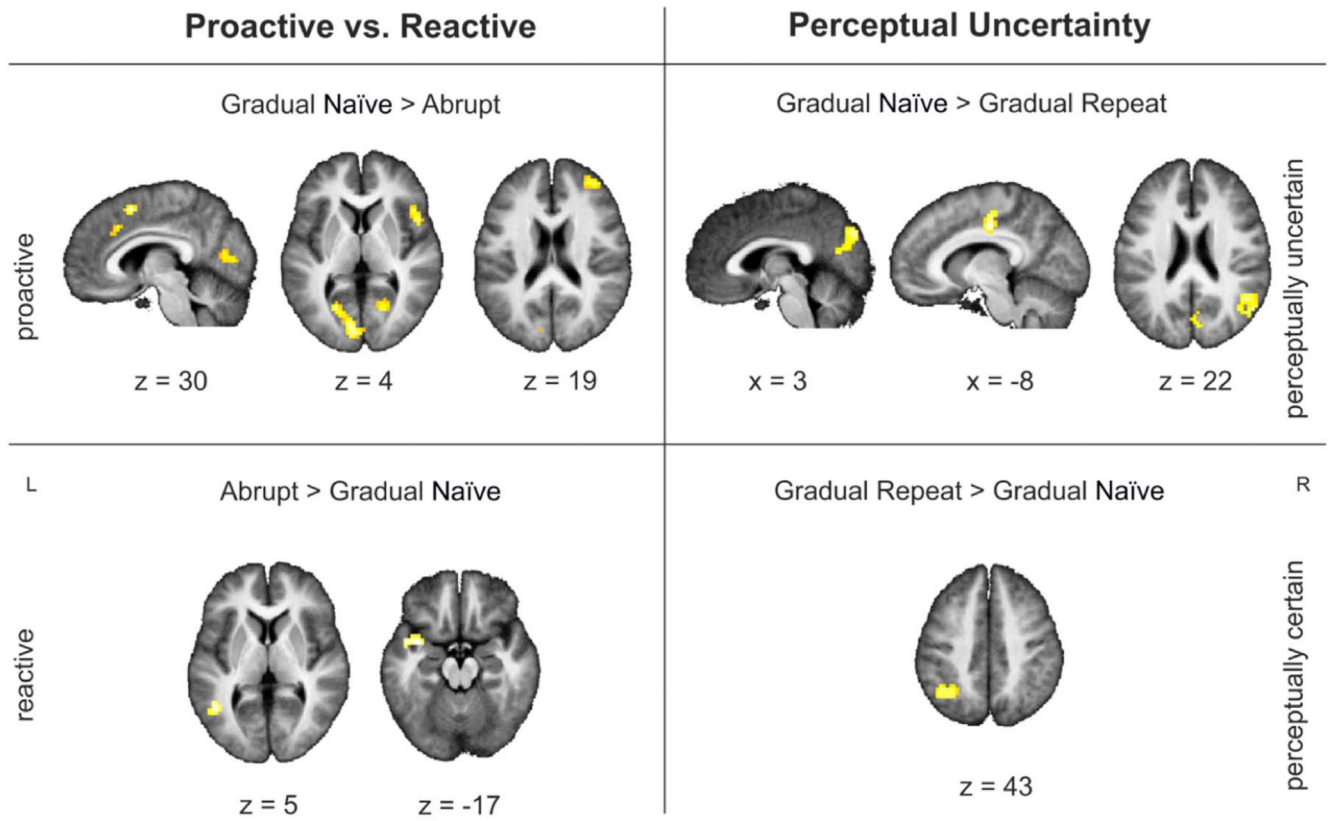 Proactive vs. Reactive
Perceptual Uncertainty
Gradual Naïve > Abrupt
Gradual Naïve > Gradual Repeat
proactive
perceptually uncertain
z = 30
z = 4
z = 19
x = 3
x = -8
z = 22
L
Abrupt > Gradual Naïve
Gradual Repeat > Gradual Naïve
R
reactive
perceptually certain
z = 5
z = -17
z = 43